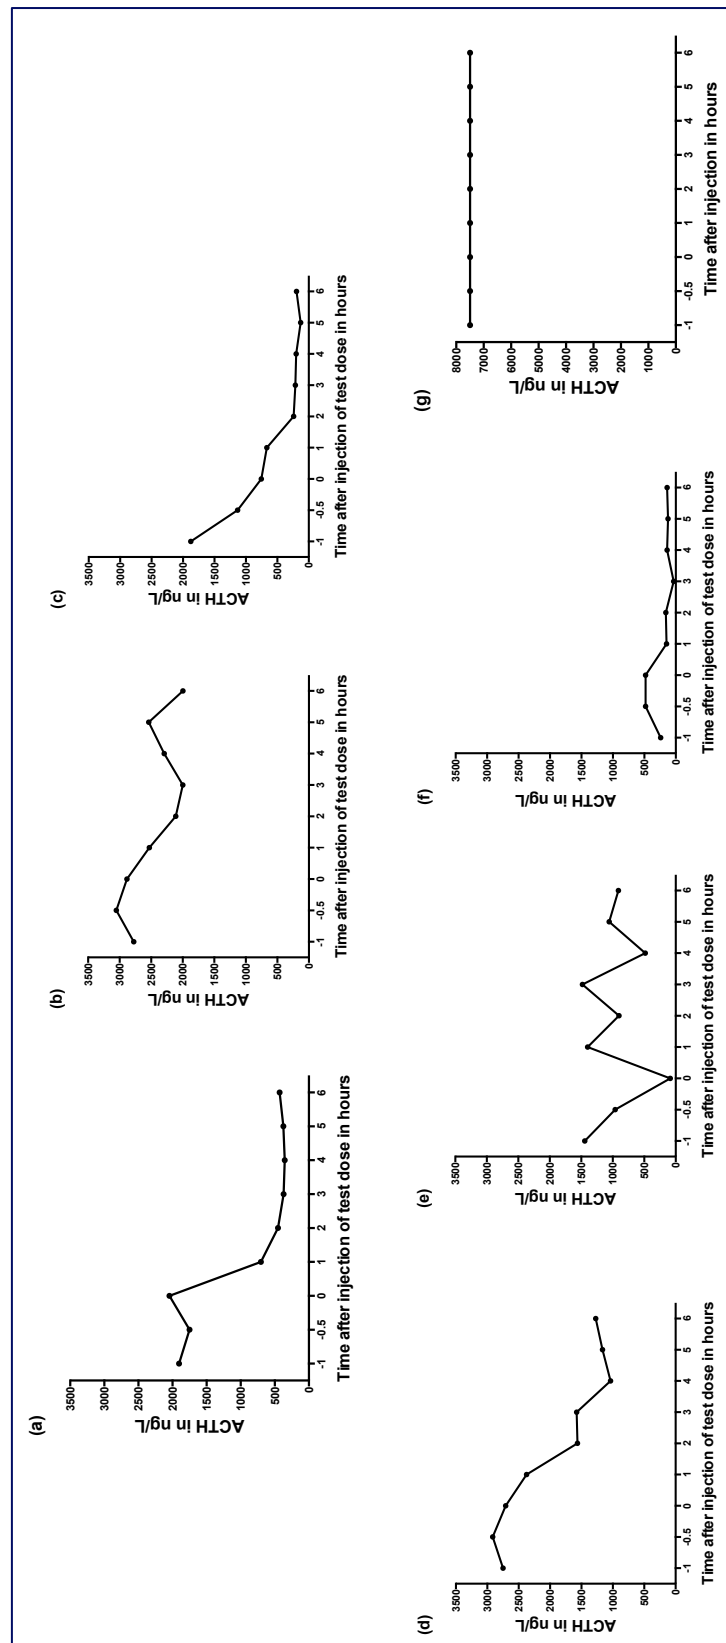 (a)
ACTH in ng/L
3500
3000
2500
2000
1500
1000
500
0
-1 -0.5 0 1 2 3 4 5 6
Time after injection of test dose in hours
(b)
ACTH in ng/L
3500
3000
2500
2000
1500
1000
500
0
-1 -0.5 0 1 2 3 4 5 6
Time after injection of test dose in hours
(c)
ACTH in ng/L
3500
3000
2500
2000
1500
1000
500
0
-1 -0.5 0 1 2 3 4 5 6
Time after injection of test dose in hours
(d)
ACTH in ng/L
3500
3000
2500
2000
1500
1000
500
0
-1 -0.5 0 1 2 3 4 5 6
Time after injection of test dose in hours
(e)
ACTH in ng/L
3500
3000
2500
2000
1500
1000
500
0
-1 -0.5 0 1 2 3 4 5 6
Time after injection of test dose in hours
(f)
ACTH in ng/L
3500
3000
2500
2000
1500
1000
500
0
-1 -0.5 0 1 2 3 4 5 6
Time after injection of test dose in hours
(g)
ACTH in ng/L
8000
7000
6000
5000
4000
3000
2000
1000
0
-1 -0.5 0 1 2 3 4 5 6
Time after injection in hours